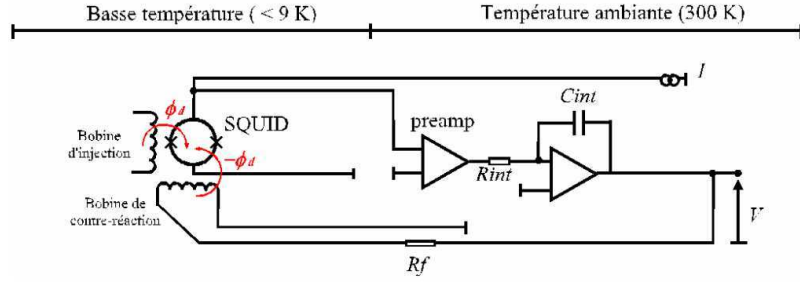 Basse température ( < 9 K)
Température ambiante (300 K)
I
Cint
ϕd
SQUID
preamp
Bobine
d'injection
-ϕd
Rint
Bobine de
contre-réaction
V
Rf